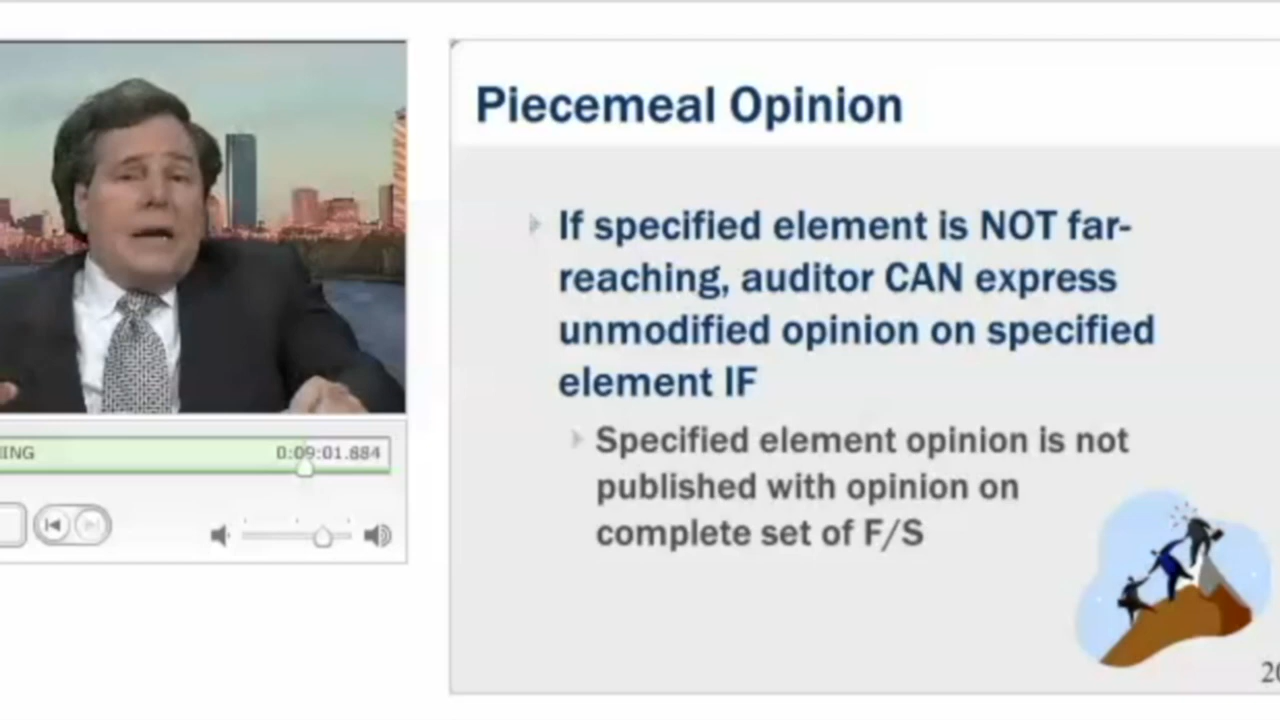 Piecemeal Opinion
If specified element is NOT far-
reaching, auditor CAN express
unmodified opinion on specified
element IF
Specified element opinion is not
published with opinion on
complete set of F/S
ING 0:09:01.884
20